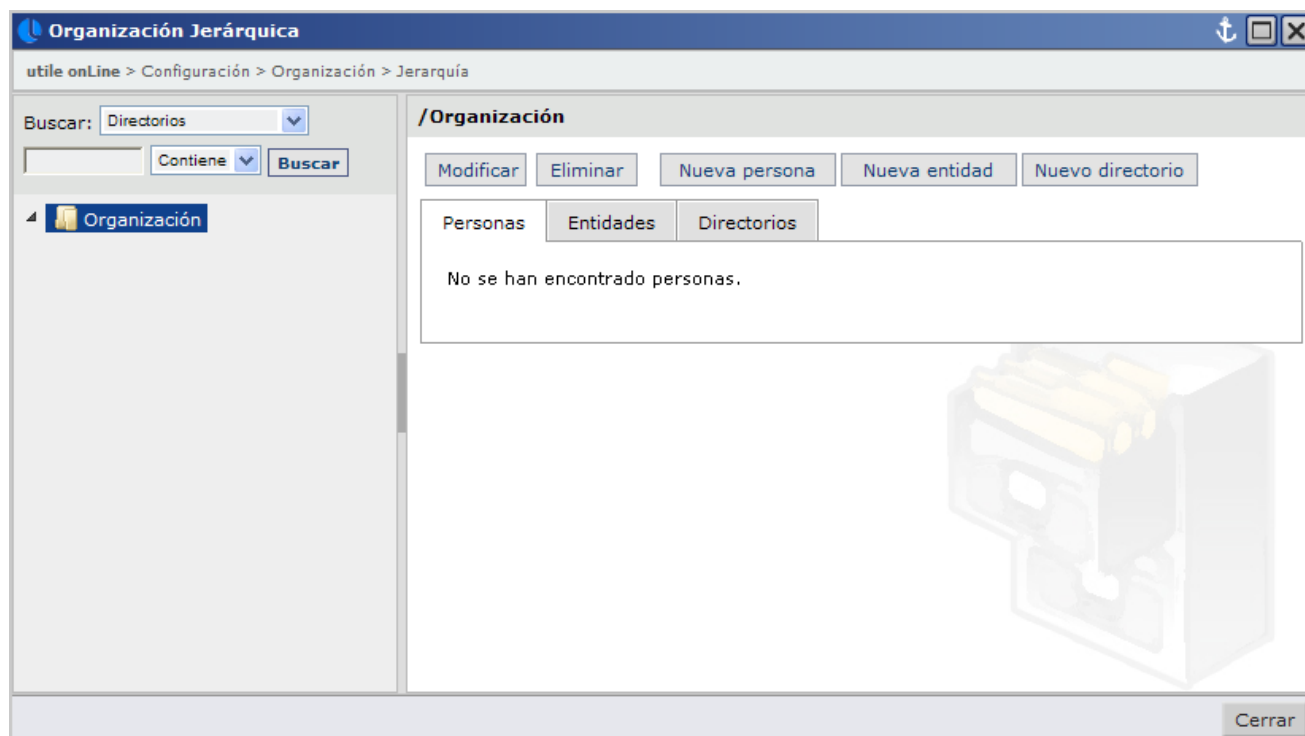 Organización Jerárquica
utile onLine > Configuración > Organización > Jerarquía
Buscar: Directorios
Contiene Buscar
Organización
/Organización
Modificar Eliminar Nueva persona Nueva entidad Nuevo directorio
Personas Entidades Directorios
No se han encontrado personas.
Cerrar